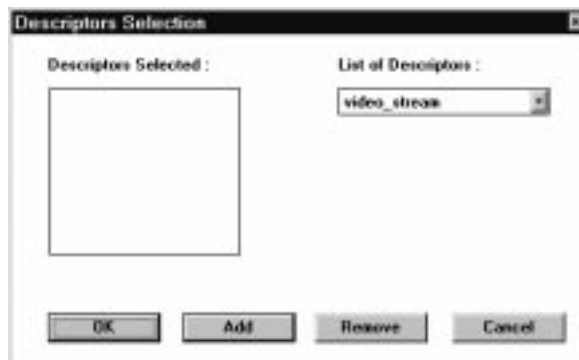 Descriptors Selection
Descriptors Selected :
List of Descriptors :
video_stream
OK
Add
Remove
Cancel